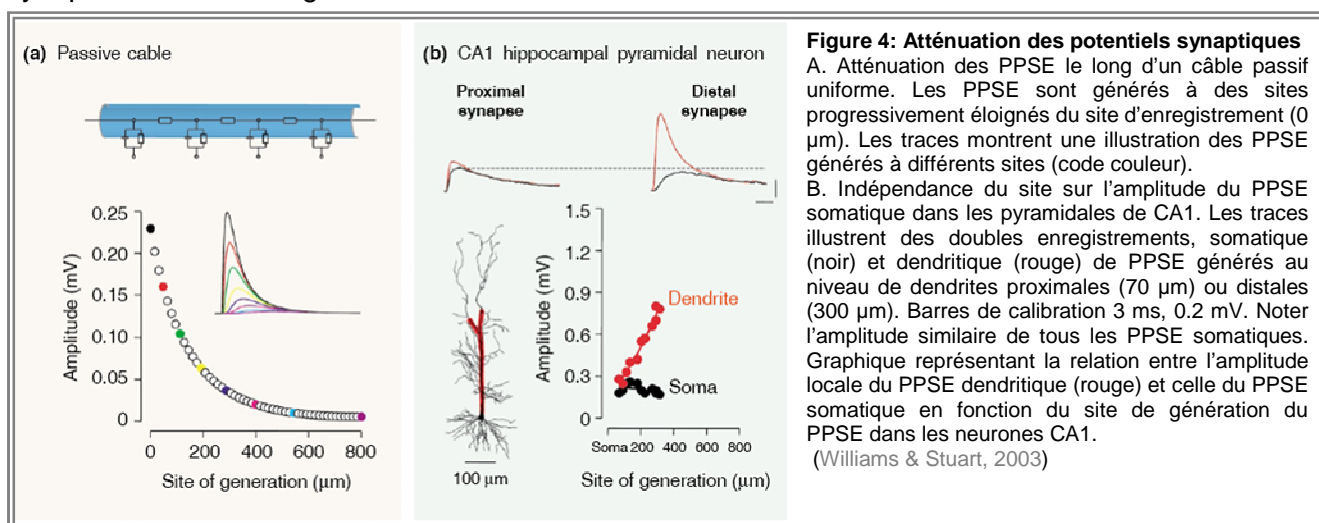 (a) Passive cable
0.25
0.20
0.15
0.10
0.05
0
Amplitude (mV)
0 200 400 600 800
Site of generation (µm)
(b) CA1 hippocampal pyramidal neuron
Proximal
synapse
Distal
synapse
100 µm
1.5
1.2
0.9
0.6
0.3
0
Amplitude (mV)
Dendrite
Soma
Soma 200 400 600 800
Site of generation (µm)
Figure 4: Atténuation des potentiels synaptiques
A. Atténuation des PPSE le long d’un câble passif
uniforme. Les PPSE sont générés à des sites
progressivement éloignés du site d’enregistrement (0
µm). Les traces montrent une illustration des PPSE
générés à différents sites (code couleur).
B. Indépendance du site sur l’amplitude du PPSE
somatique dans les pyramidales de CA1. Les traces
illustrent des doubles enregistrements, somatique
(noir) et dendritique (rouge) de PPSE générés au
niveau de dendrites proximales (70 µm) ou distales
(300 µm). Barres de calibration 3 ms, 0.2 mV. Noter
l’amplitude similaire de tous les PPSE somatiques.
Graphique représentant la relation entre l’amplitude
locale du PPSE dendritique (rouge) et celle du PPSE
somatique en fonction du site de génération du
PPSE dans les neurones CA1.
(Williams & Stuart, 2003)